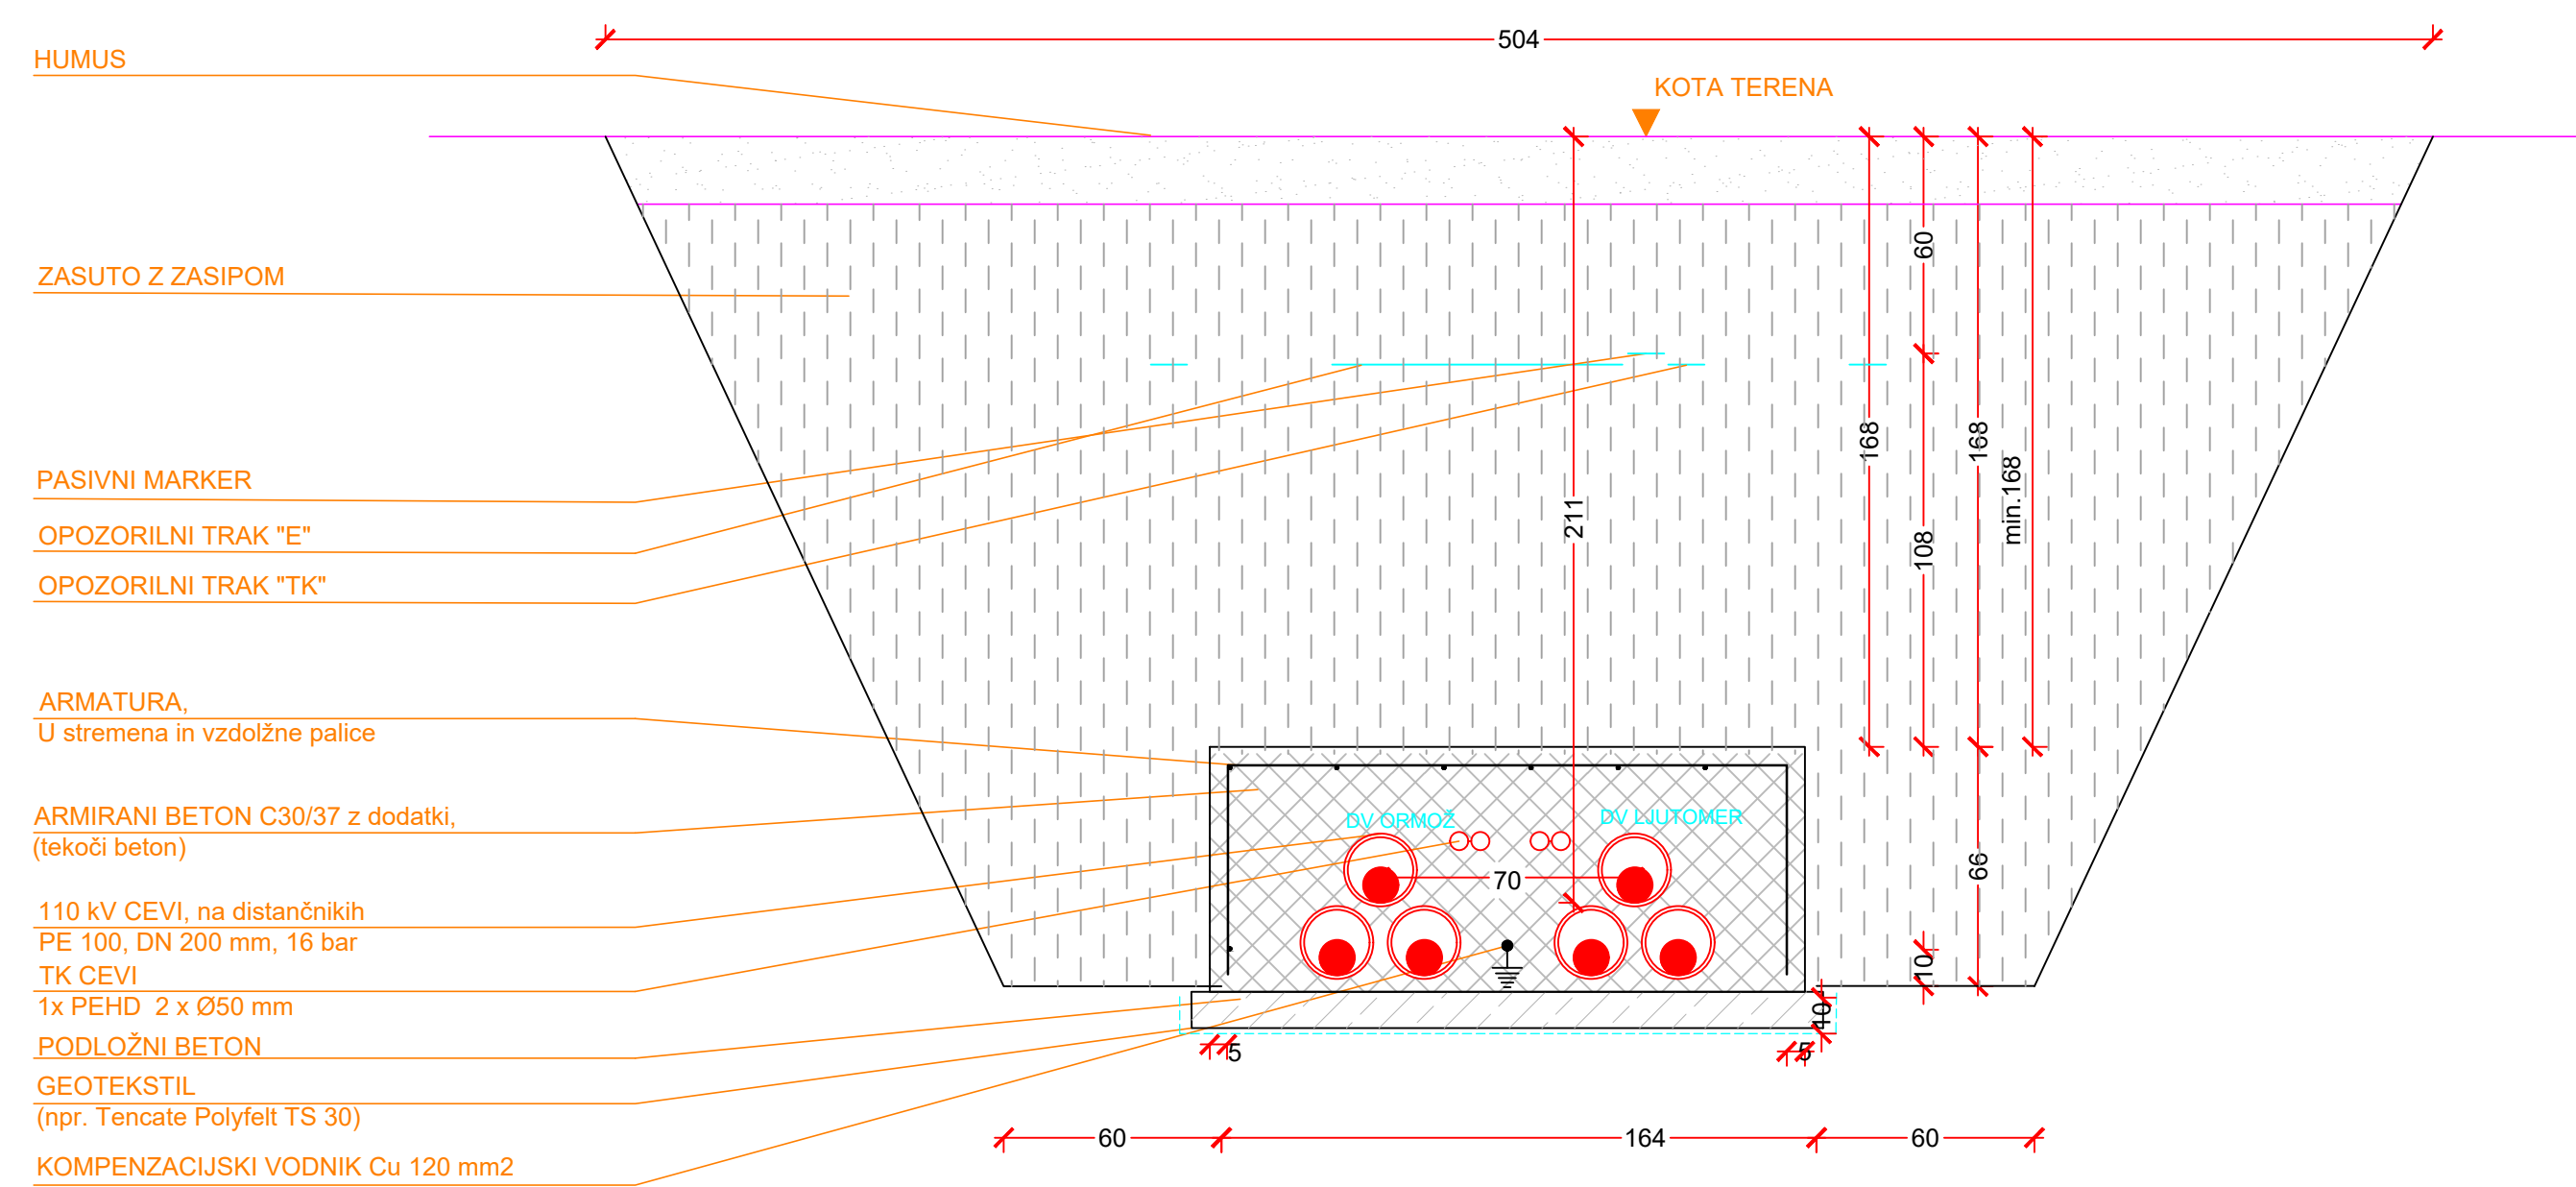 504
HUMUS
KOTA TERENA
60
ZASUTO Z ZASIPOM
168
168
PASIVNI MARKER
min.168
211
OPOZORILNI TRAK "E"
108
OPOZORILNI TRAK "TK"
ARMATURA,
U stremena in vzdolžne palice
ARMIRANI BETON C30/37 z dodatki,
(tekoči beton)
DV ORMOŽ
DV LJUTOMER
66
70
110 kV CEVI, na distančnikih
PE 100, DN 200 mm, 16 bar
10
TK CEVI
1x PEHD 2 x Ø50 mm
10
PODLOŽNI BETON
5
5
GEOTEKSTIL
(npr. Tencate Polyfelt TS 30)
60
164
60
KOMPENZACIJSKI VODNIK Cu 120 mm2